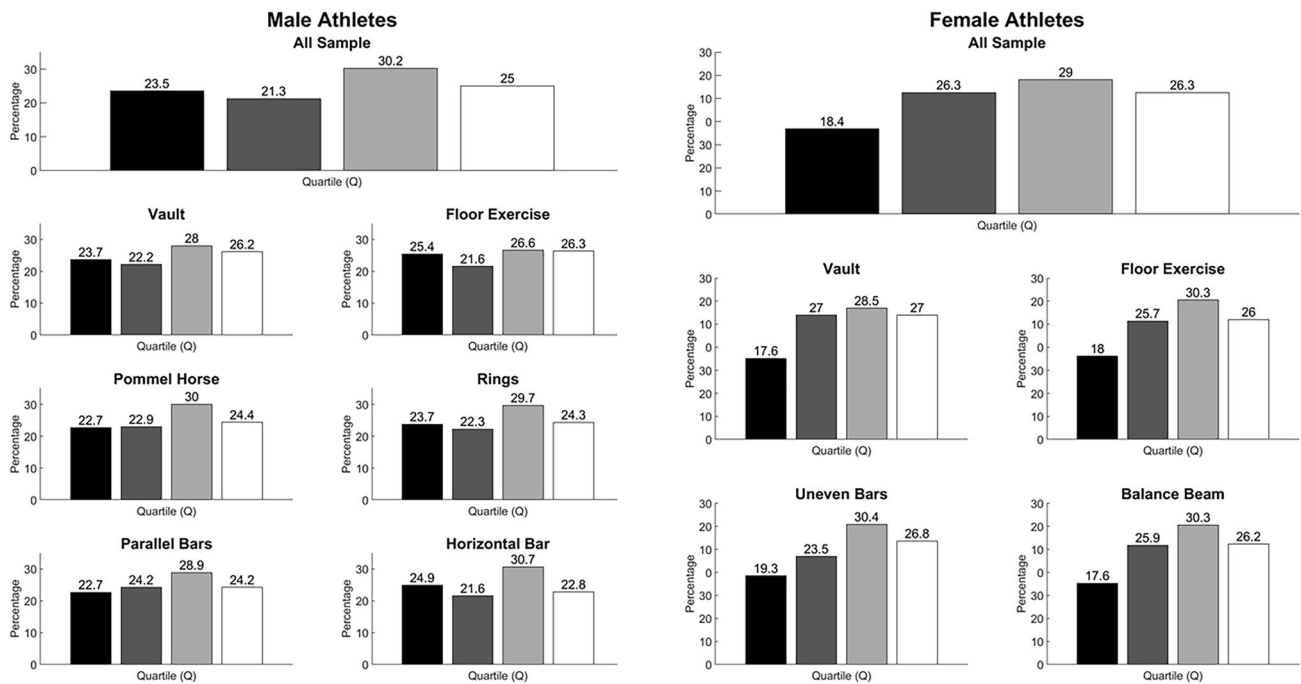 Male Athletes
All Sample
Percentage
30
20
10
0
23.5 21.3 30.2 25
Quartile (Q)
Vault
Percentage
30
20
10
0
23.7 22.2 28 26.2
Quartile (Q)
Floor Exercise
Percentage
30
20
10
0
25.4 21.6 26.6 26.3
Quartile (Q)
Pommel Horse
Percentage
30
20
10
0
22.7 22.9 30 24.4
Quartile (Q)
Rings
Percentage
30
20
10
0
23.7 22.3 29.7 24.3
Quartile (Q)
Parallel Bars
Percentage
30
20
10
0
22.7 24.2 28.9 24.2
Quartile (Q)
Horizontal Bar
Percentage
30
20
10
0
24.9 21.6 30.7 22.8
Quartile (Q)
Female Athletes
All Sample
Percentage
30
20
10
0
30
20
10
0
18.4 26.3 29 26.3
Quartile (Q)
Vault
Percentage
30
20
10
0
30
20
10
0
17.6 27 28.5 27
Quartile (Q)
Floor Exercise
Percentage
30
20
10
0
30
20
10
0
18 25.7 30.3 26
Quartile (Q)
Uneven Bars
Percentage
30
20
10
0
30
20
10
0
19.3 23.5 30.4 26.8
Quartile (Q)
Balance Beam
Percentage
30
20
10
0
30
20
10
0
17.6 25.9 30.3 26.2
Quartile (Q)